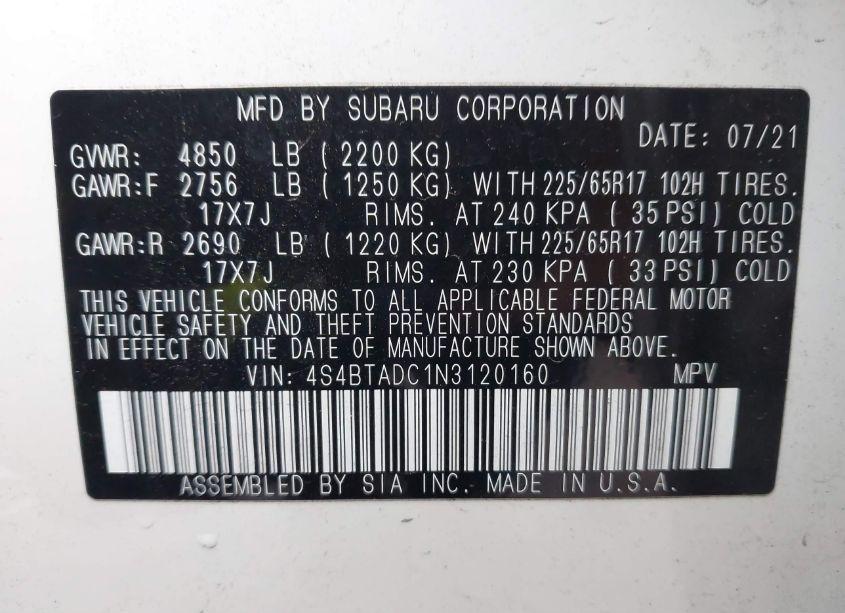 MFD BY SUBARU CORPORATION
DATE: 07/21
GVWR: 4850 LB ( 2200 KG)
GAWR:F 2756 LB ( 1250 KG) WITH 225/65R17 102H TIRES.
17X7J RIMS. AT 240 KPA ( 35 PSI) COLD
GAWR:R 2690 LB ( 1220 KG) WITH 225/65R17 102H TIRES.
17X7J RIMS. AT 230 KPA ( 33 PSI) COLD
THIS VEHICLE CONFORMS TO ALL APPLICABLE FEDERAL MOTOR
VEHICLE SAFETY AND THEFT PREVENTION STANDARDS
IN EFFECT ON THE DATE OF MANUFACTURE SHOWN ABOVE.
VIN: 4S4BTADC1N3120160 MPV
ASSEMBLED BY SIA INC. MADE IN U.S.A.